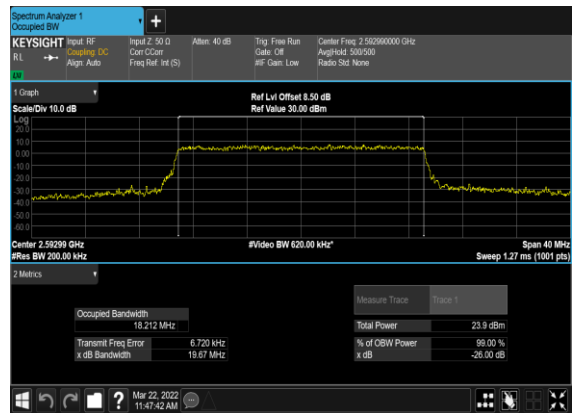 Spectrum Analyzer 1
Occupied BW
+
KEYSIGHT Input: RF Input Z: 50 Ω Atten: 40 dB Trig: Free Run Center Freq: 2.592990000 GHz
RL Coupling: DC Corr CCorr Gate: Off Avg|Hold: 500/500
Align: Auto Freq Ref: Int (S) #IF Gain: Low Radio Std: None
LW
1 Graph Ref Lvl Offset 8.50 dB
Scale/Div 10.0 dB Ref Value 30.00 dBm
Log
20.0
10.0
0.00
-10.0
-20.0
-30.0
-40.0
-50.0
-60.0
Center 2.59299 GHz #Video BW 620.00 kHz* Span 40 MHz
#Res BW 200.00 kHz Sweep 1.27 ms (1001 pts)
2 Metrics
Measure Trace Trace 1
Occupied Bandwidth
18.212 MHz Total Power 23.9 dBm
Transmit Freq Error 6.720 kHz % of OBW Power 99.00 %
x dB Bandwidth 19.67 MHz x dB -26.00 dB
? Mar 22, 2022
11:47:42 AM